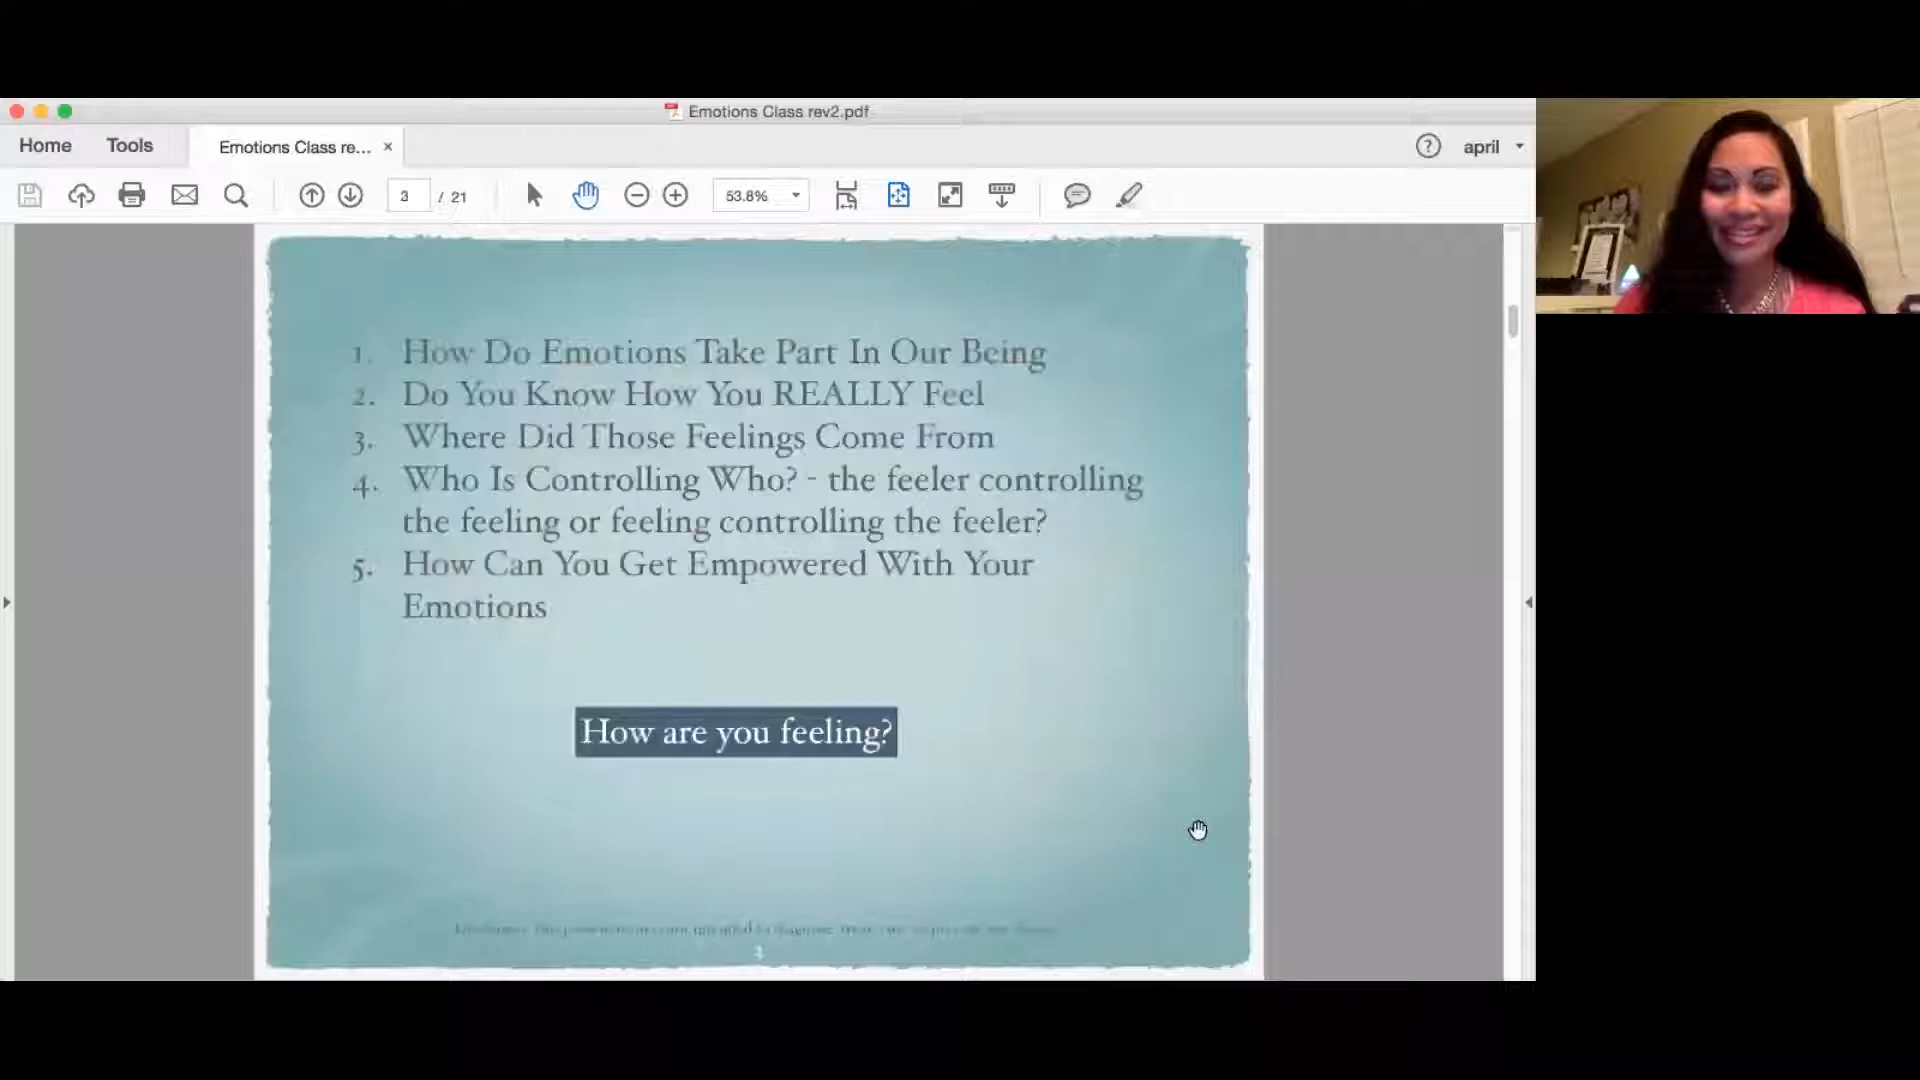 Emotions Class rev2.pdf
Home
Tools
Emotions Class re...
april
3 / 21
53.8%
1. How Do Emotions Take Part In Our Being
2. Do You Know How You REALLY Feel
3. Where Did Those Feelings Come From
4. Who Is Controlling Who? - the feeler controlling
the feeling or feeling controlling the feeler?
5. How Can You Get Empowered With Your
Emotions
How are you feeling?
3